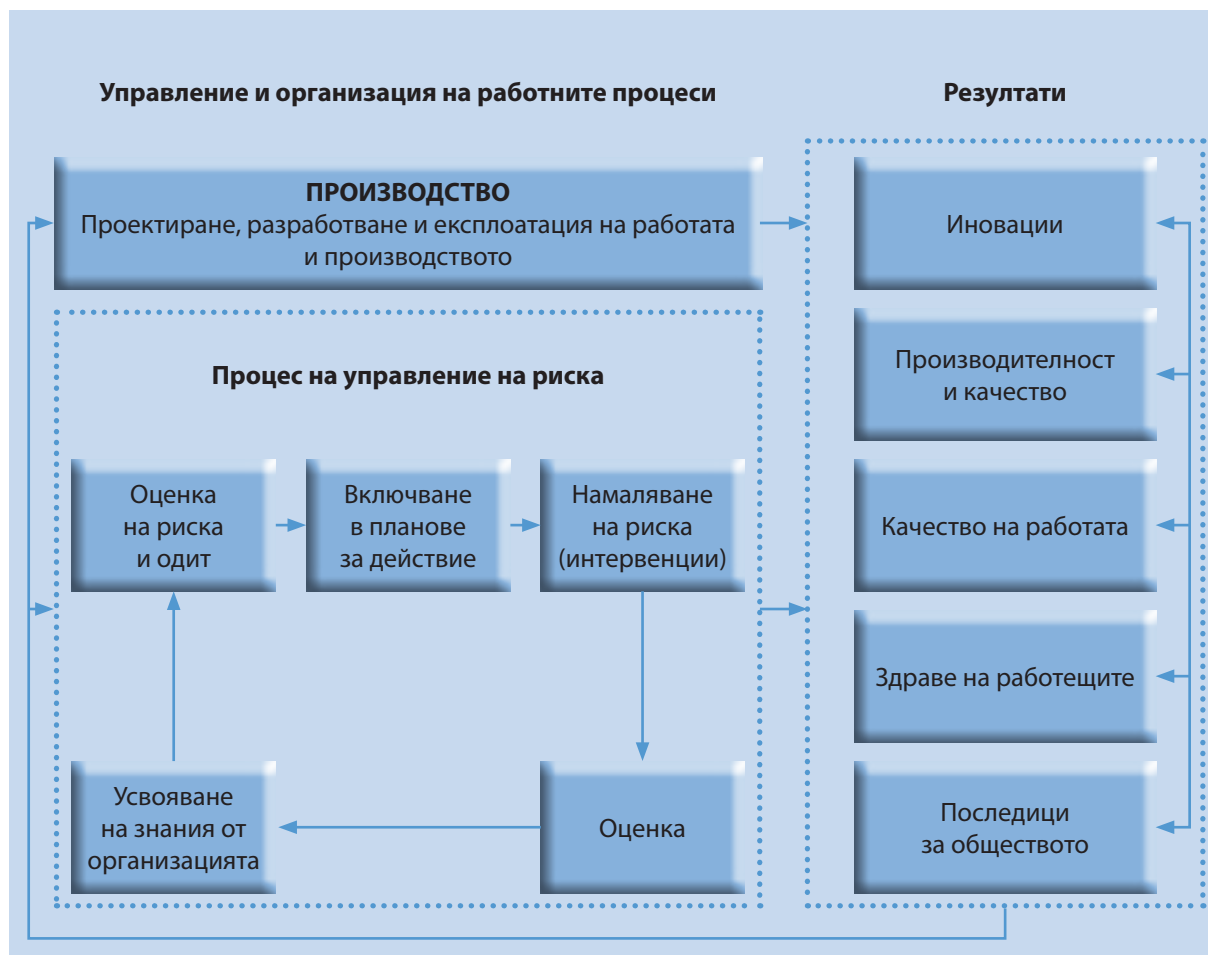 Управление и организация на работните процеси
Резултати
ПРОИЗВОДСТВО
Проектиране, разработване и експлоатация на работата
и производството
Процес на управление на риска
Оценка
на риска
и одит
Включване
в планове
за действие
Намаляване
на риска
(интервенции)
Усвояване
на знания от
организацията
Оценка
Иновации
Производителност
и качество
Качество на работата
Здраве на работещите
Последици
за обществото